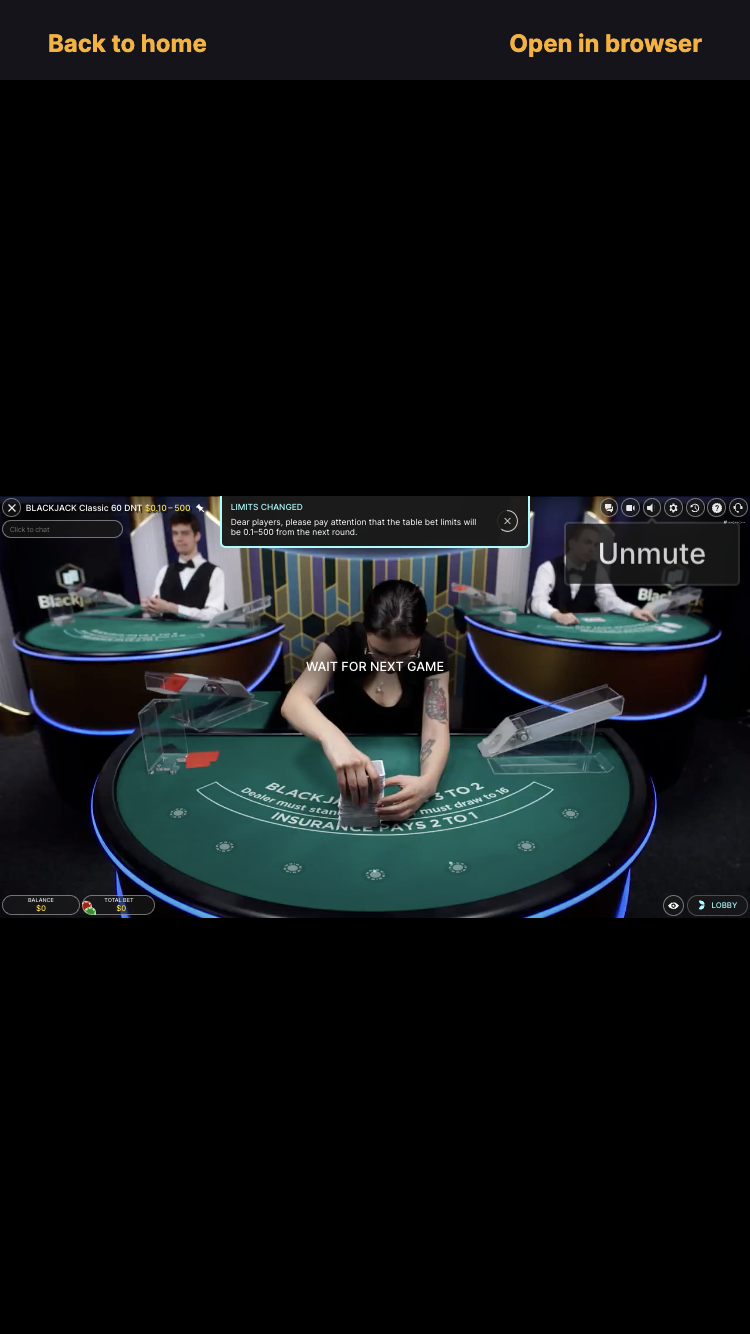 Back to home
Open in browser
BLACKJACK Classic 60 DNT $0.10–500
Click to chat
LIMITS CHANGED
Dear players, please pay attention that the table bet limits will
be 0.1–500 from the next round.
Unmute
WAIT FOR NEXT GAME
3 TO 2
Dealer must
must draw to 16
INSURANCE PAYS 2 TO 1
BALANCE
$0
TOTAL BET
$0
LOBBY